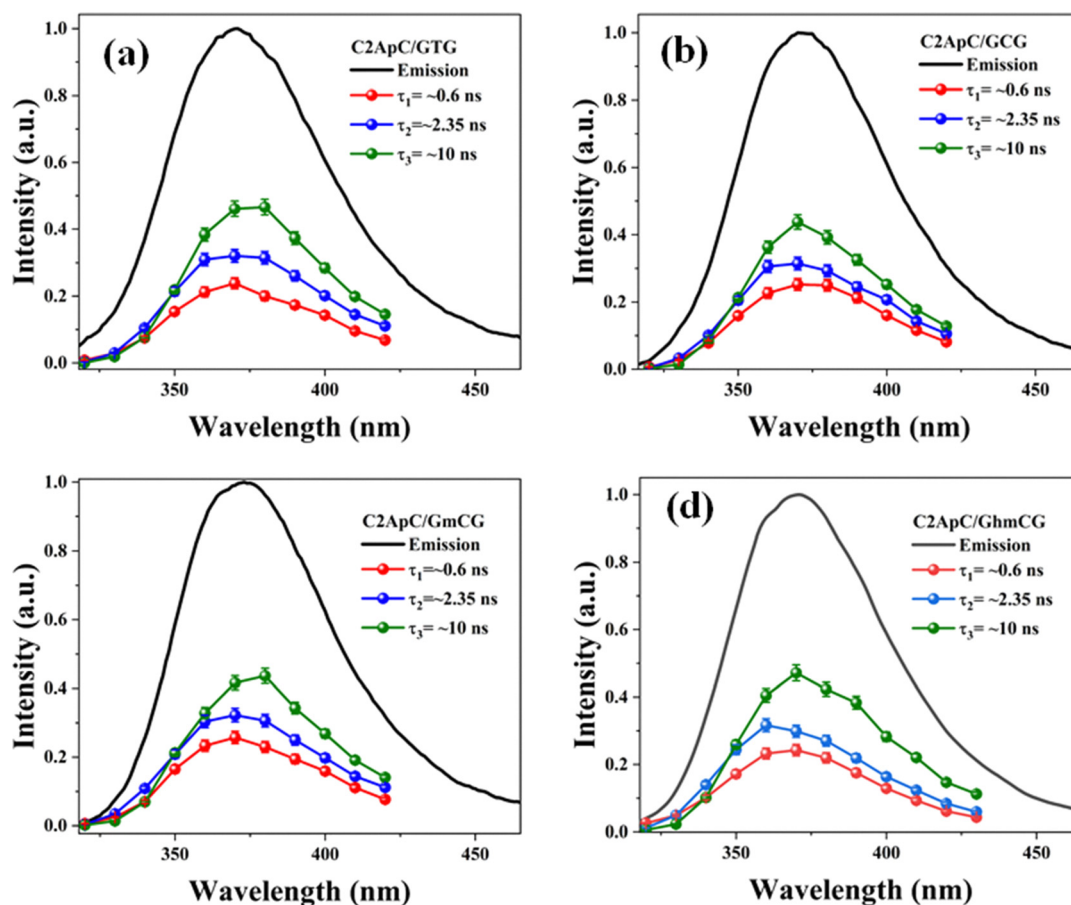 (a)
C2ApC/GTG
Emission
τ₁= ~0.6 ns
τ₂=~2.35 ns
τ₃= ~10 ns
Intensity (a.u.)
1.0
0.8
0.6
0.4
0.2
0.0
350
400
450
Wavelength (nm)
(b)
C2ApC/GCG
Emission
τ₁= ~0.6 ns
τ₂= ~2.35 ns
τ₃= ~10 ns
Intensity (a.u.)
1.0
0.8
0.6
0.4
0.2
0.0
350
400
450
Wavelength (nm)
C2ApC/GmCG
Emission
τ₁= ~0.6 ns
τ₂=~2.35 ns
τ₃= ~10 ns
Intensity (a.u.)
1.0
0.8
0.6
0.4
0.2
0.0
350
400
450
Wavelength (nm)
(d)
C2ApC/GhmCG
Emission
τ₁= ~0.6 ns
τ₂= ~2.35 ns
τ₃= ~10 ns
Intensity (a.u.)
1.0
0.8
0.6
0.4
0.2
0.0
350
400
450
Wavelength (nm)